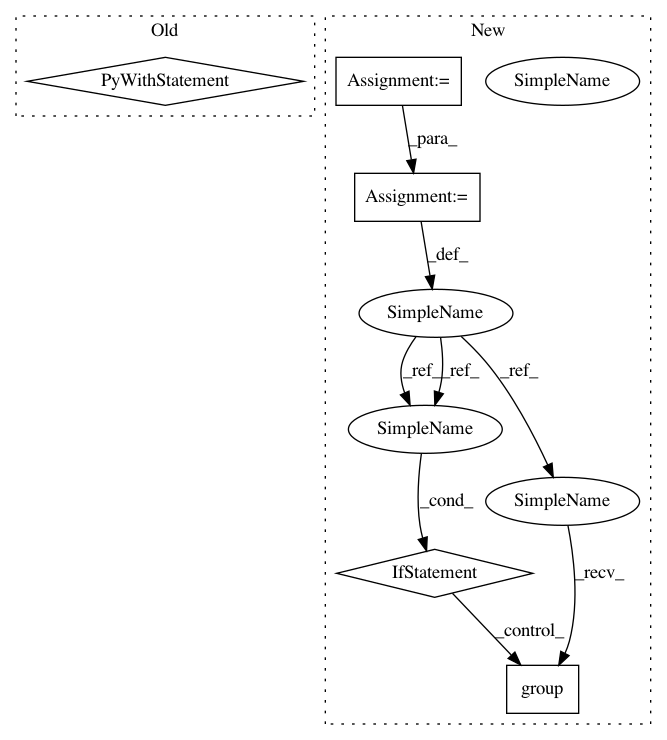 Old
New
PyWithStatement
Assignment:=
SimpleName
_para_
Assignment:=
_def_
SimpleName
_ref_
_ref_
_ref_
SimpleName
SimpleName
_cond_
IfStatement
_recv_
_control_
group